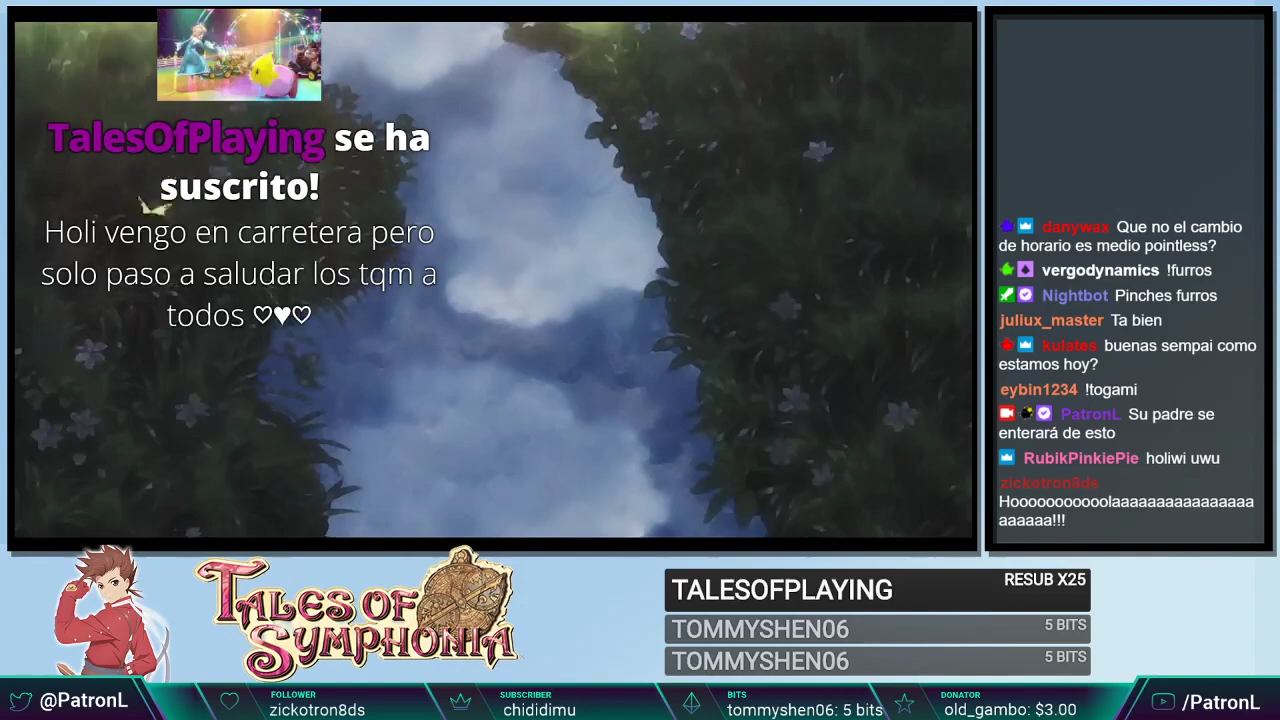 TalesOfPlaying se ha
suscrito!
Holi vengo en carretera pero
solo paso a saludar los tqm a
todos ♡♥♡
danywax Que no el cambio
de horario es medio pointless?
vergodynamics !furros
Nightbot Pinches furros
juliux_master Ta bien
kulates buenas sempai como
estamos hoy?
eybin1234 !togami
PatronL Su padre se
enterará de esto
RubikPinkiePie holiwi uwu
zickotron8ds
Hooooooooooolaaaaaaaaaaaaaaaa
aaaaaa!!!
TALES OF
SYMPHONIA
TALESOFPLAYING RESUB X25
TOMMYSHEN06 5 BITS
TOMMYSHEN06 5 BITS
@PatronL
FOLLOWER
zickotron8ds
SUBSCRIBER
chididimu
BITS
tommyshen06: 5 bits
DONATOR
old_gambo: $3.00
/PatronL